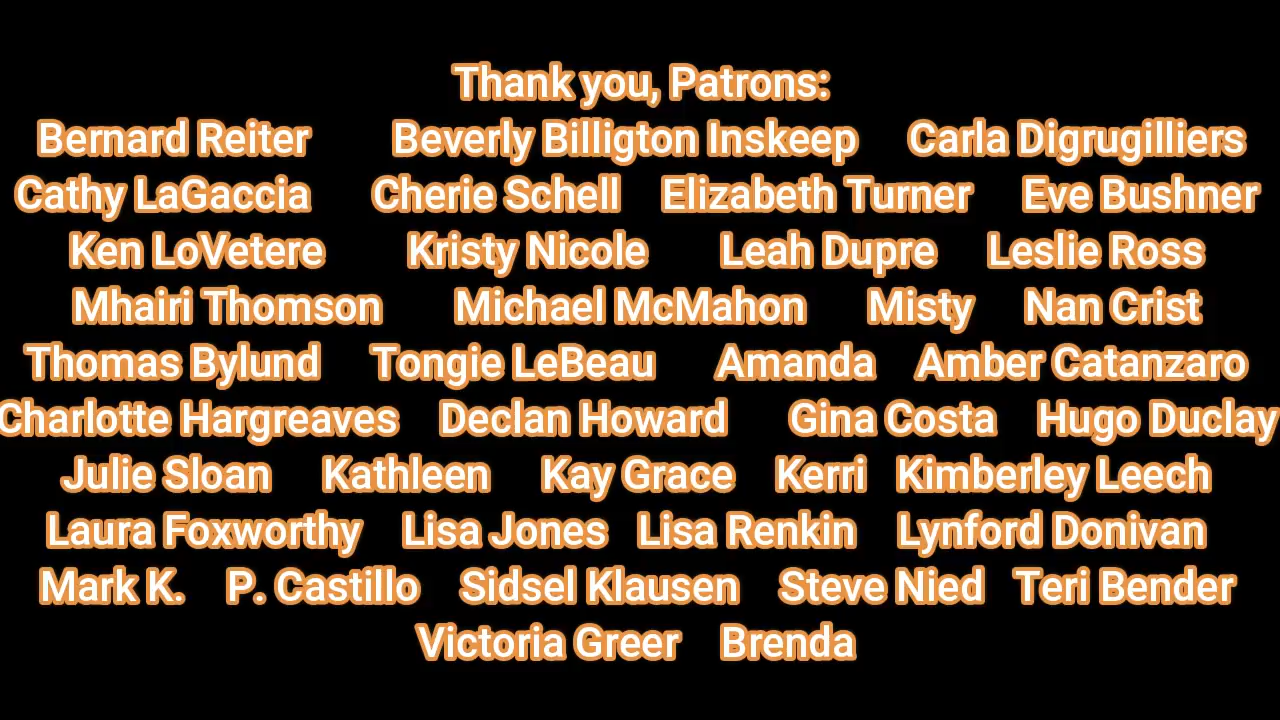 Thank you, Patrons:
Bernard Reiter Beverly Billigton Inskeep Carla Digrugilliers
Cathy LaGaccia Cherie Schell Elizabeth Turner Eve Bushner
Ken LoVetere Kristy Nicole Leah Dupre Leslie Ross
Mhairi Thomson Michael McMahon Misty Nan Crist
Thomas Bylund Tongie LeBeau Amanda Amber Catanzaro
Charlotte Hargreaves Declan Howard Gina Costa Hugo Duclay
Julie Sloan Kathleen Kay Grace Kerri Kimberley Leech
Laura Foxworthy Lisa Jones Lisa Renkin Lynford Donivan
Mark K. P. Castillo Sidsel Klausen Steve Nied Teri Bender
Victoria Greer Brenda